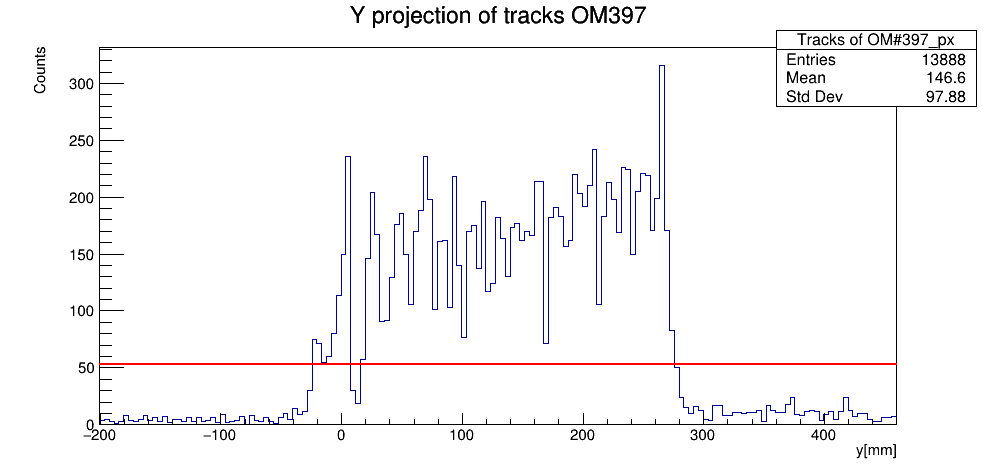 Y projection of tracks OM397
Tracks of OM#397_px
Entries 13888
Mean 146.6
Std Dev 97.88
Counts
300
250
200
150
100
50
0
−200 −100 0 100 200 300 400
y[mm]